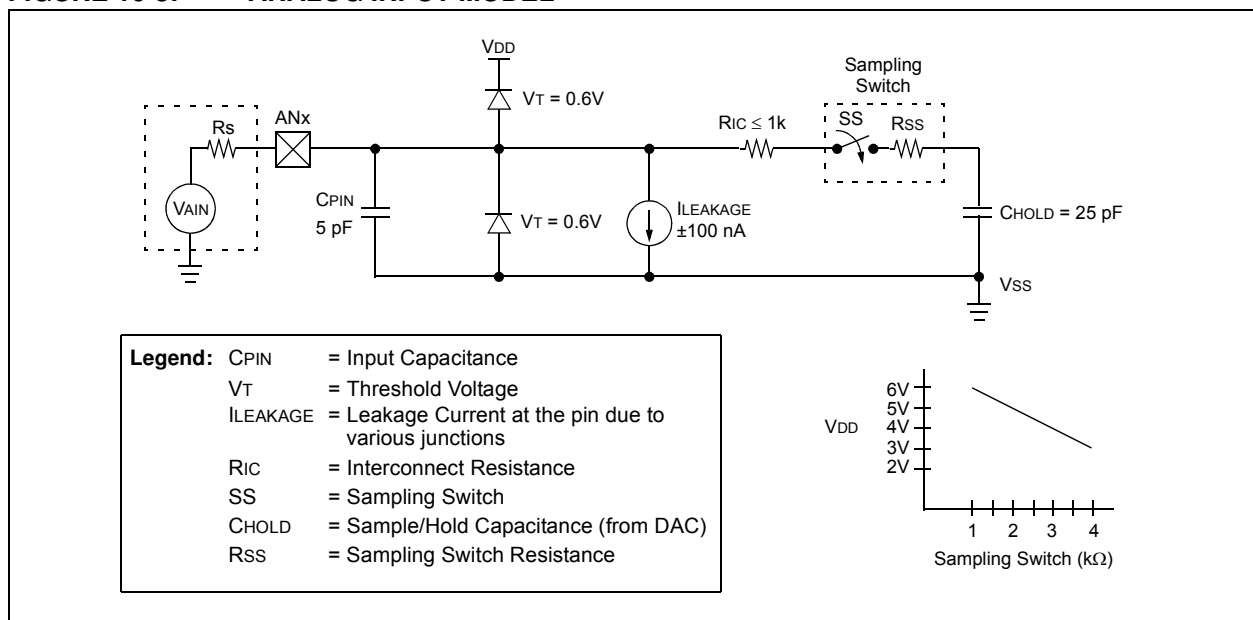 VDD
Sampling
Switch
VT = 0.6V
ANx
Rs
RIC ≤ 1k
SS
RSS
VAIN
CPIN
5 pF
VT = 0.6V
ILEAKAGE
±100 nA
CHOLD = 25 pF
VSS
Legend: CPIN = Input Capacitance
VT = Threshold Voltage
ILEAKAGE = Leakage Current at the pin due to
various junctions
RIC = Interconnect Resistance
SS = Sampling Switch
CHOLD = Sample/Hold Capacitance (from DAC)
RSS = Sampling Switch Resistance
6V
5V
VDD
4V
3V
2V
1 2 3 4
Sampling Switch (kΩ)